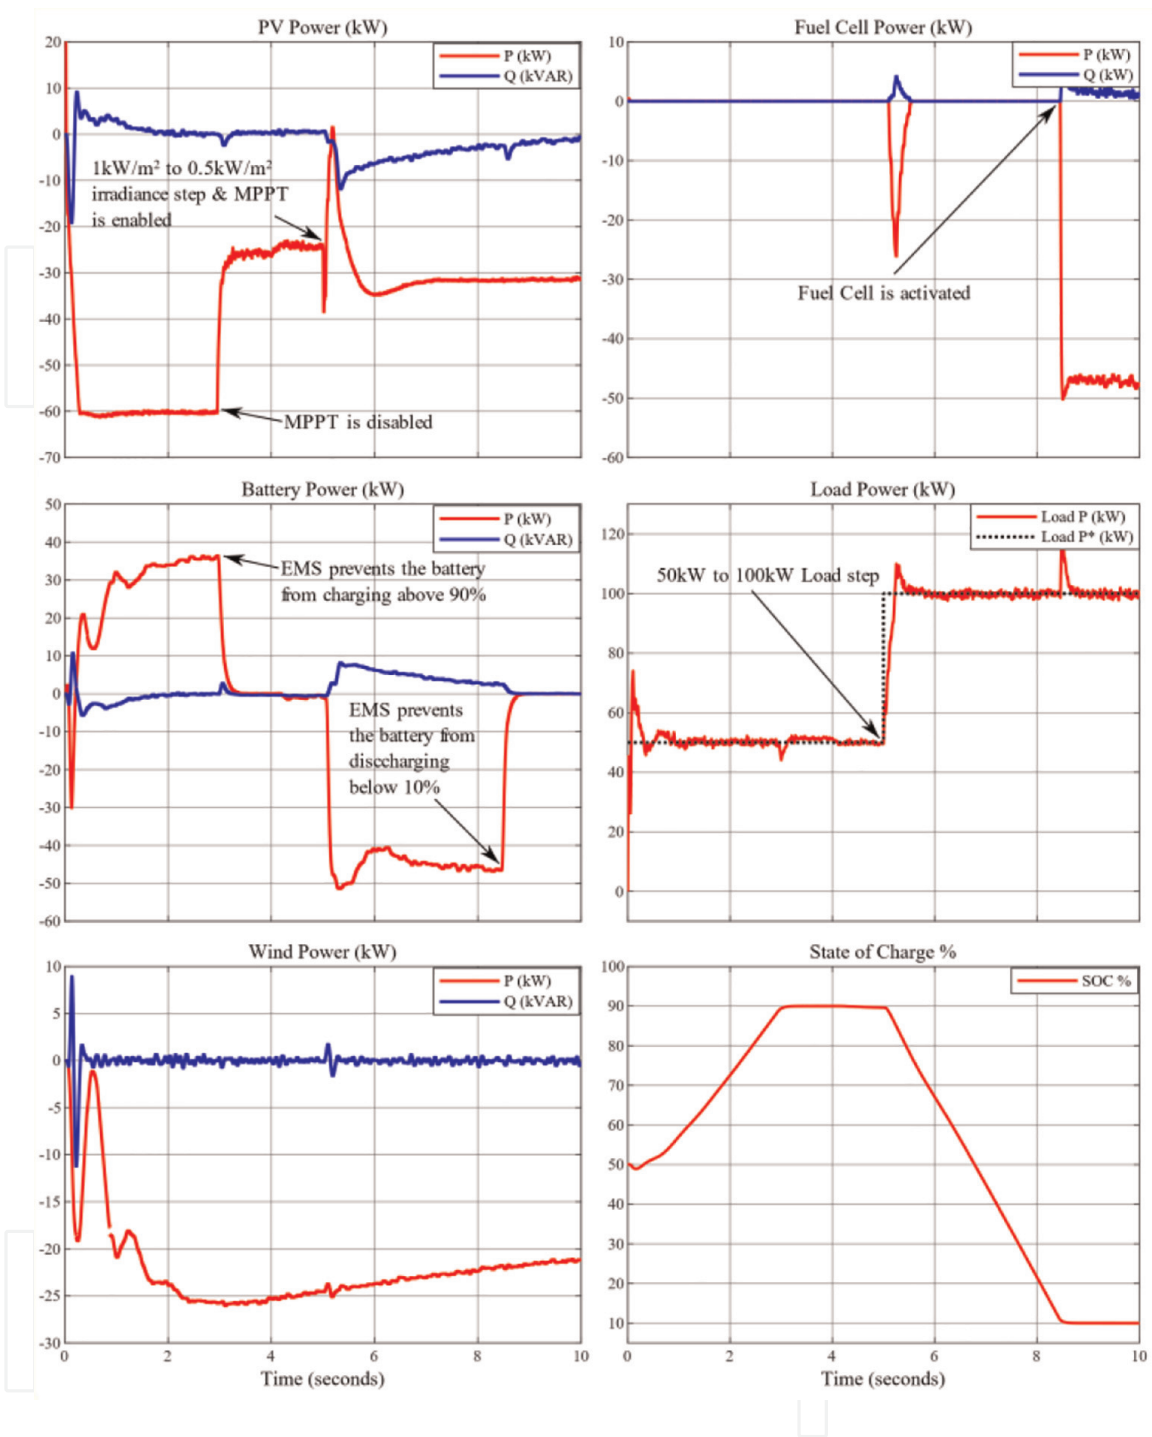 PV Power (kW)
20
10
0
-10
-20
-30
-40
-50
-60
-70
P (kW)
Q (kVAR)
1kW/m² to 0.5kW/m²
irradiance step & MPPT
is enabled
MPPT is disabled
Fuel Cell Power (kW)
10
0
-10
-20
-30
-40
-50
-60
P (kW)
Q (kW)
Fuel Cell is activated
Battery Power (kW)
50
40
30
20
10
0
-10
-20
-30
-40
-50
-60
P (kW)
Q (kVAR)
EMS prevents the battery
from charging above 90%
EMS prevents
the battery from
disccharging
below 10%
Load Power (kW)
120
100
80
60
40
20
0
Load P (kW)
Load P* (kW)
50kW to 100kW Load step
Wind Power (kW)
10
5
0
-5
-10
-15
-20
-25
-30
P (kW)
Q (kVAR)
0 2 4 6 8 10
Time (seconds)
State of Charge %
100
90
80
70
60
50
40
30
20
10
SOC %
0 2 4 6 8 10
Time (seconds)